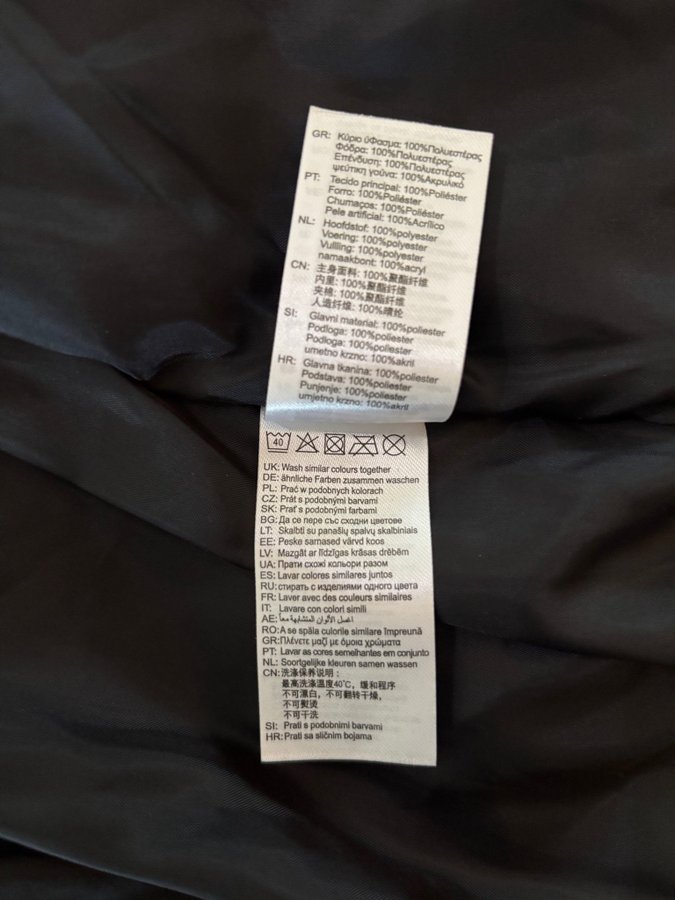 GR: Κύριο ύΦασμα: 100%Πολυεστέρας
Φόδρα: 100%Πολυεστέρας
Επένδυση: 100%Πολυεστέρας
ψεύτικη γούνα: 100%Ακρυλικό
PT: Tecido principal: 100%Poliéster
Forro: 100%Poliéster
Chumaços: 100%Poliéster
Pele artificial: 100%Acrílico
NL: Hoofdstof: 100%polyester
Voering: 100%polyester
Vullling: 100%polyester
namaakbont: 100%acryl
CN: 主身面料: 100%聚酯纤维
内里: 100%聚酯纤维
夹棉: 100%聚酯纤维
人造纤维: 100%晴纶
SI: Glavni material: 100%poliester
Podloga: 100%poliester
Podloga: 100%poliester
umetno krzno: 100%akril
HR: Glavna tkanina: 100%poliester
Podstava: 100%poliester
Punjenje: 100%poliester
umjetno krzno: 100%akril
40
UK: Wash similar colours together
DE: ähnliche Farben zusammen waschen
PL: Prać w podobnych kolorach
CZ: Prát s podobnými barvami
SK: Prať s podobnými farbami
BG: Да се пере със сходни цветове
LT: Skalbti su panašių spalvų skalbiniais
EE: Peske sarnased värvd koos
LV: Mazgāt ar līdzīgas krāsas drēbēm
UA: Прати схожі кольори разом
ES: Lavar colores similares juntos
RU: стирать с изделиями одного цвета
FR: Laver avec des couleurs similaires
IT: Lavare con colori simili
AE: اغسل الألوان المتشابهة معاً
RO: A se spăla culorile similare împreună
GR: Πλένετε μαζί με όμοια χρώματα
PT: Lavar as cores semelhantes em conjunto
NL: Soortgelijke kleuren samen wassen
CN: 洗涤保养说明：
最高洗涤温度40℃，缓和程序
不可漂白，不可翻转干燥，
不可熨烫
不可干洗
SI: Prati s podobnimi barvami
HR: Prati sa sličnim bojama